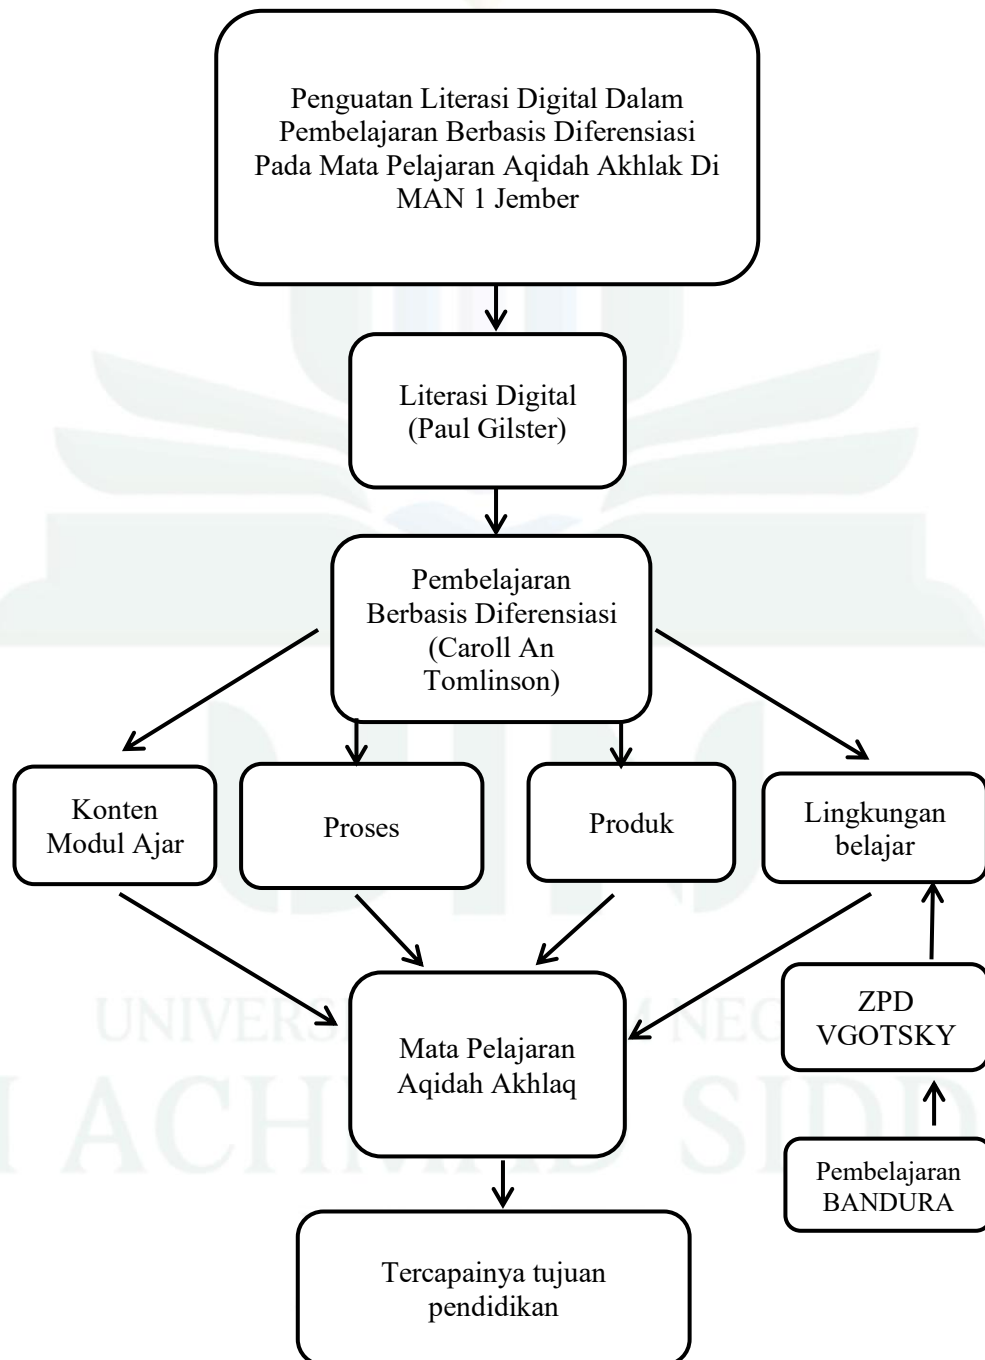 Penguatan Literasi Digital Dalam
Pembelajaran Berbasis Diferensiasi
Pada Mata Pelajaran Aqidah Akhlak Di
MAN 1 Jember
Literasi Digital
(Paul Gilster)
Pembelajaran
Berbasis Diferensiasi
(Caroll An
Tomlinson)
Konten
Modul Ajar
Proses
Produk
Lingkungan
belajar
ZPD
VGOTSKY
Mata Pelajaran
Aqidah Akhlaq
Pembelajaran
BANDURA
Tercapainya tujuan
pendidikan